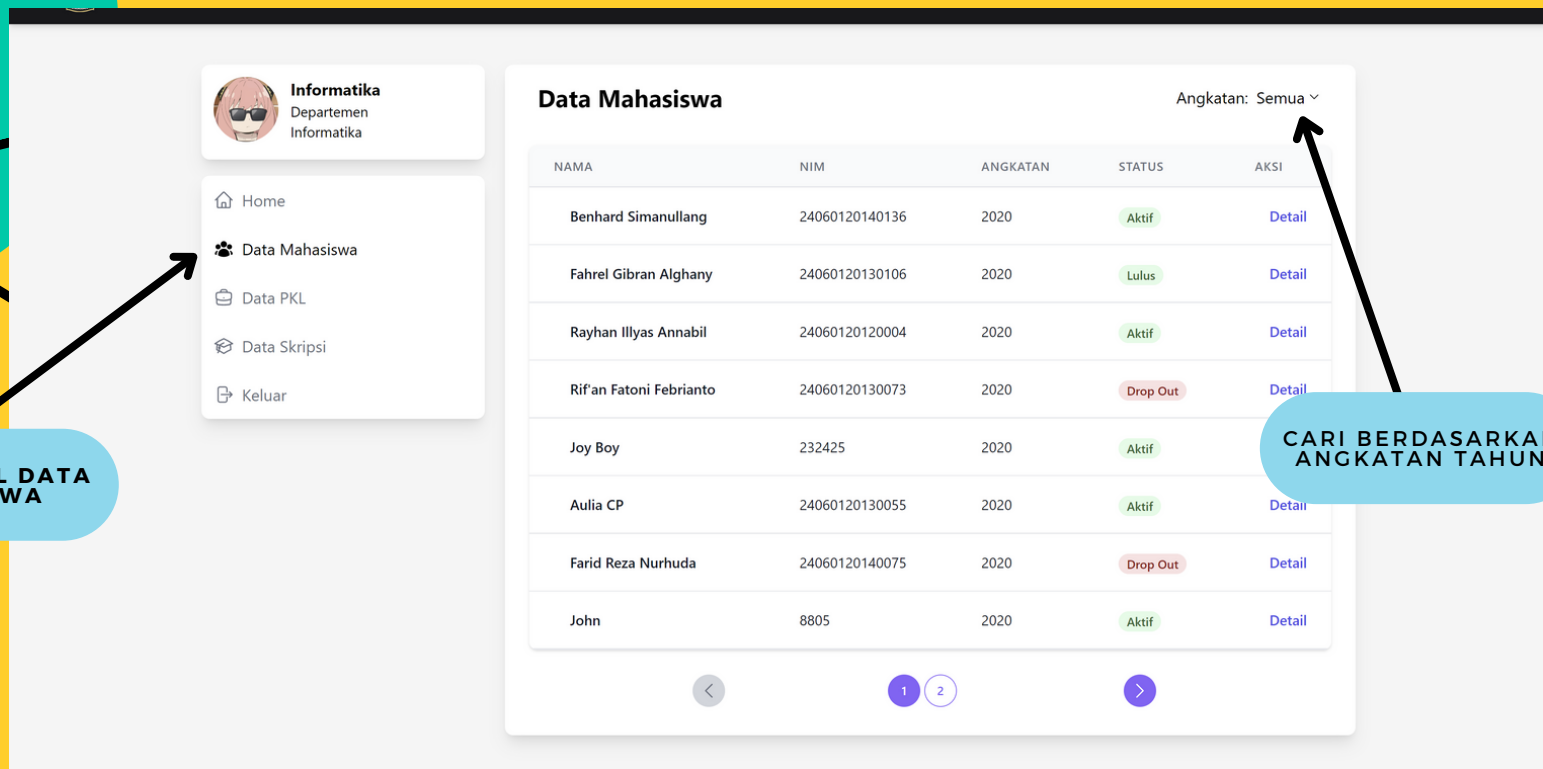 Informatika
Departemen
Informatika
Home
Data Mahasiswa
Data PKL
Data Skripsi
Keluar
DATA
Data Mahasiswa
Angkatan: Semua
NAMA NIM ANGKATAN STATUS AKSI
Benhard Simanullang 24060120140136 2020 Aktif Detail
Fahrel Gibran Alghany 24060120130106 2020 Lulus Detail
Rayhan Illyas Annabil 24060120120004 2020 Aktif Detail
Rif'an Fatoni Febrianto 24060120130073 2020 Drop Out Detail
Joy Boy 232425 2020 Aktif
Aulia CP 24060120130055 2020 Aktif Detail
Farid Reza Nurhuda 24060120140075 2020 Drop Out Detail
John 8805 2020 Aktif Detail
1 2
CARI
ANGKATAN TAHUN